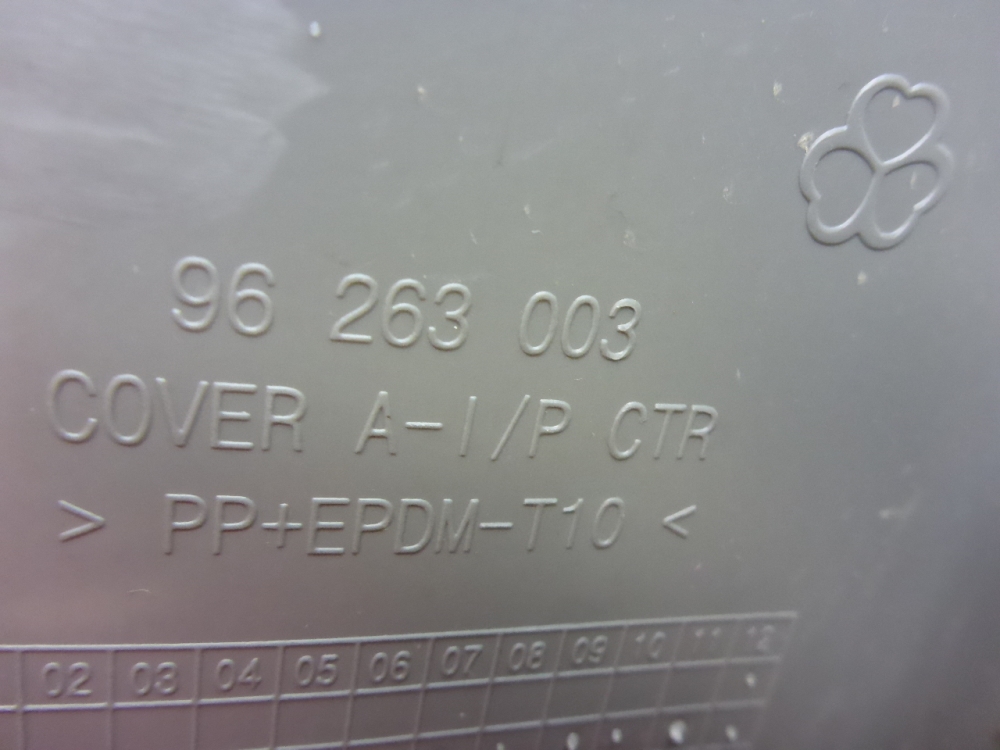 96 263 003
COVER A-I/P CTR
> PP+EPDM-T10 <
02 03 04 05 06 07 08 09 10 11 12